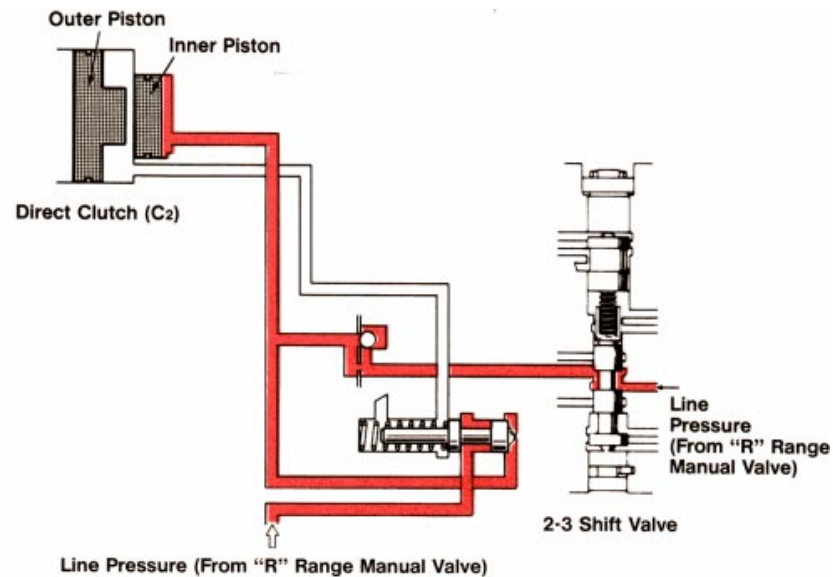 Outer Piston
Inner Piston
Direct Clutch (C₂)
Line
Pressure
(From "R" Range
Manual Valve)
2-3 Shift Valve
Line Pressure (From "R" Range Manual Valve)